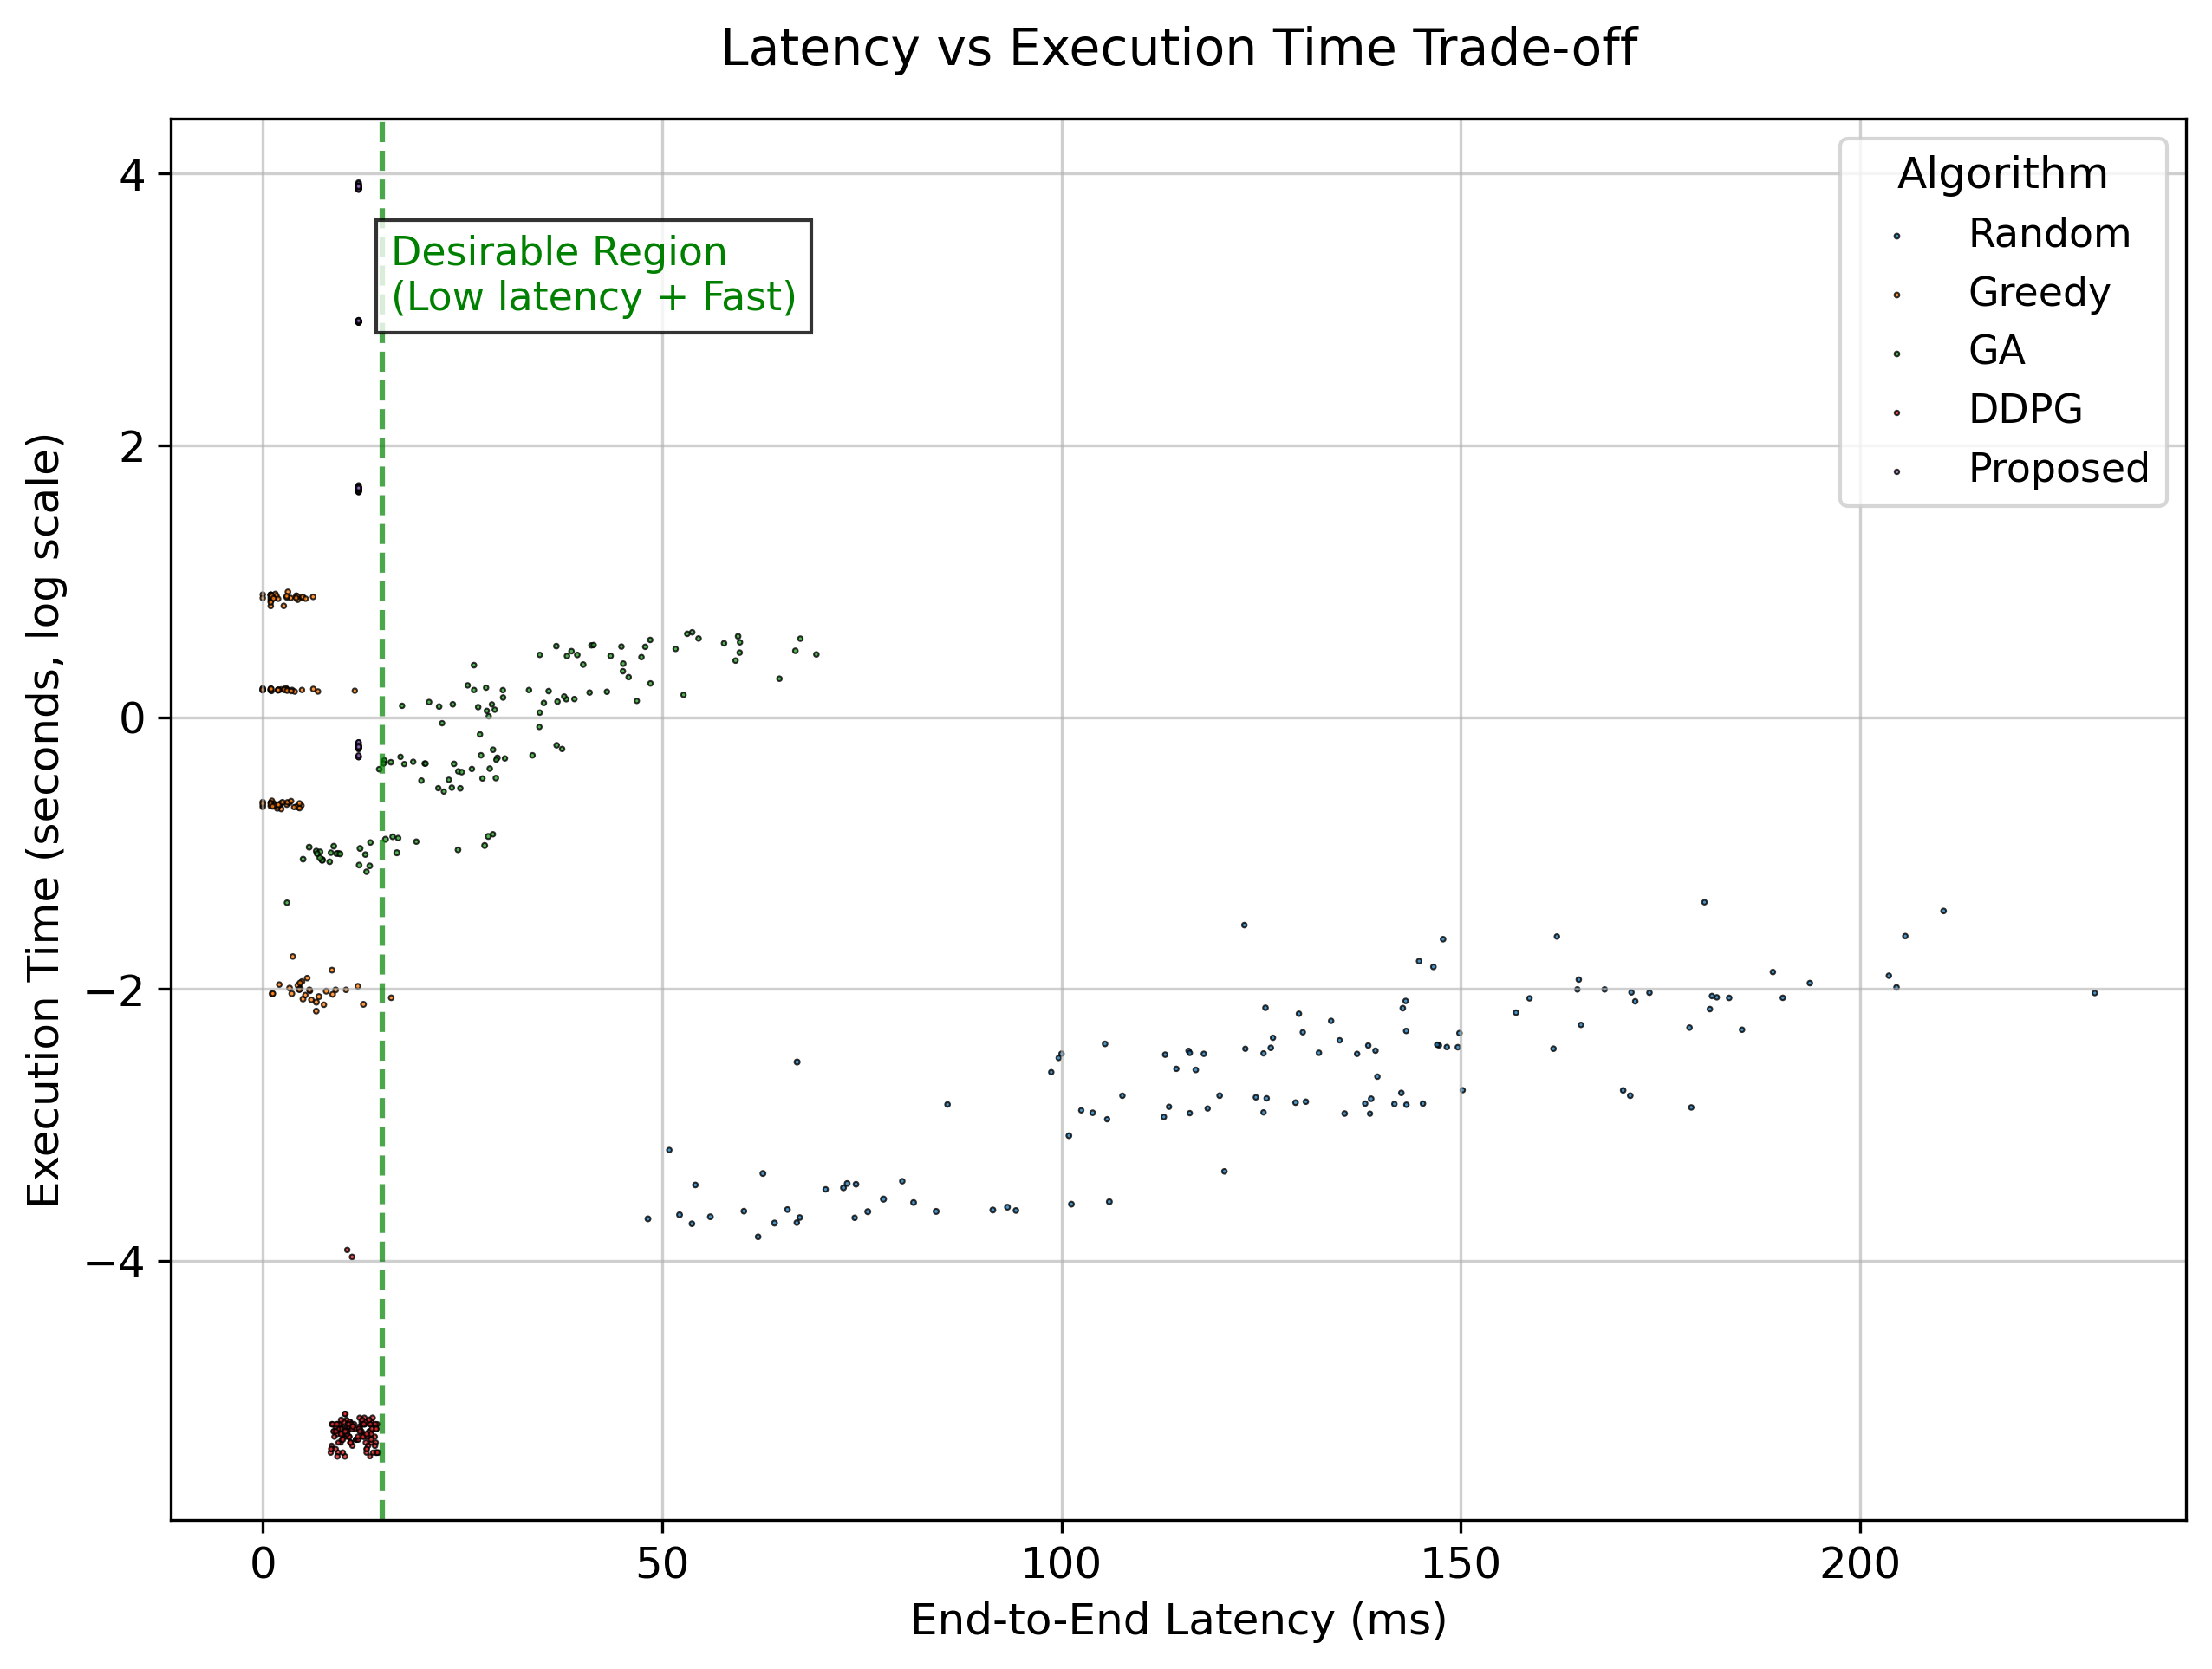 Latency vs Execution Time Trade-off
Execution Time (seconds, log scale)
4
2
0
−2
−4
Desirable Region
(Low latency + Fast)
Algorithm
Random
Greedy
GA
DDPG
Proposed
0
50
100
150
200
End-to-End Latency (ms)